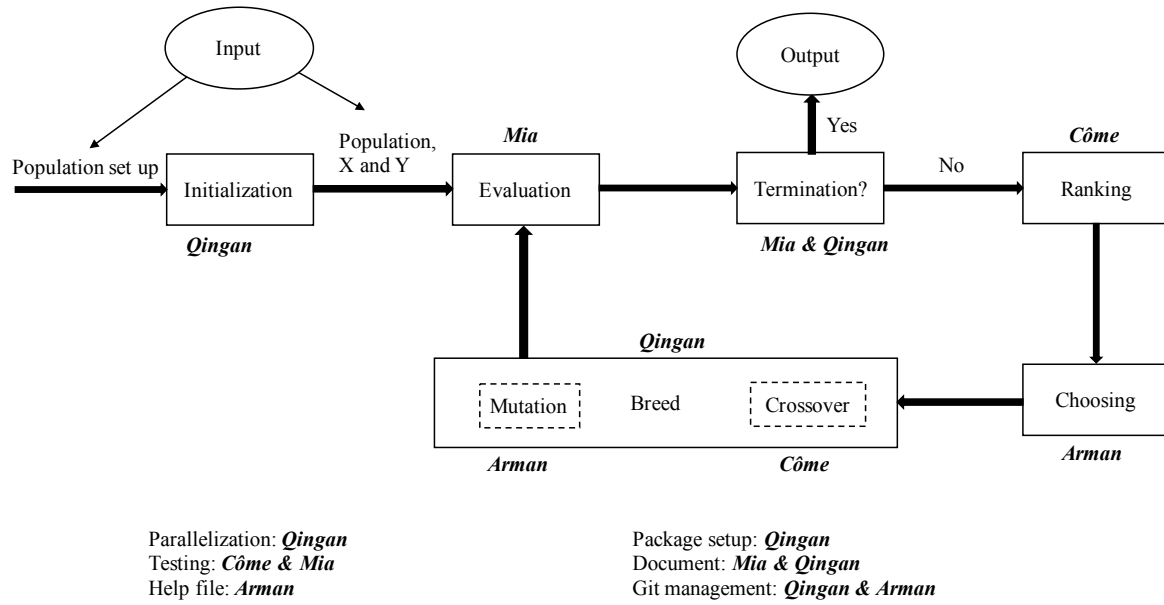 Input
Output
Population set up
Initialization
Qingan
Population,
X and Y
Mia
Evaluation
Yes
Termination?
Mia & Qingan
No
Côme
Ranking
Choosing
Arman
Qingan
Mutation
Breed
Crossover
Arman
Côme
Parallelization: Qingan
Testing: Côme & Mia
Help file: Arman
Package setup: Qingan
Document: Mia & Qingan
Git management: Qingan & Arman